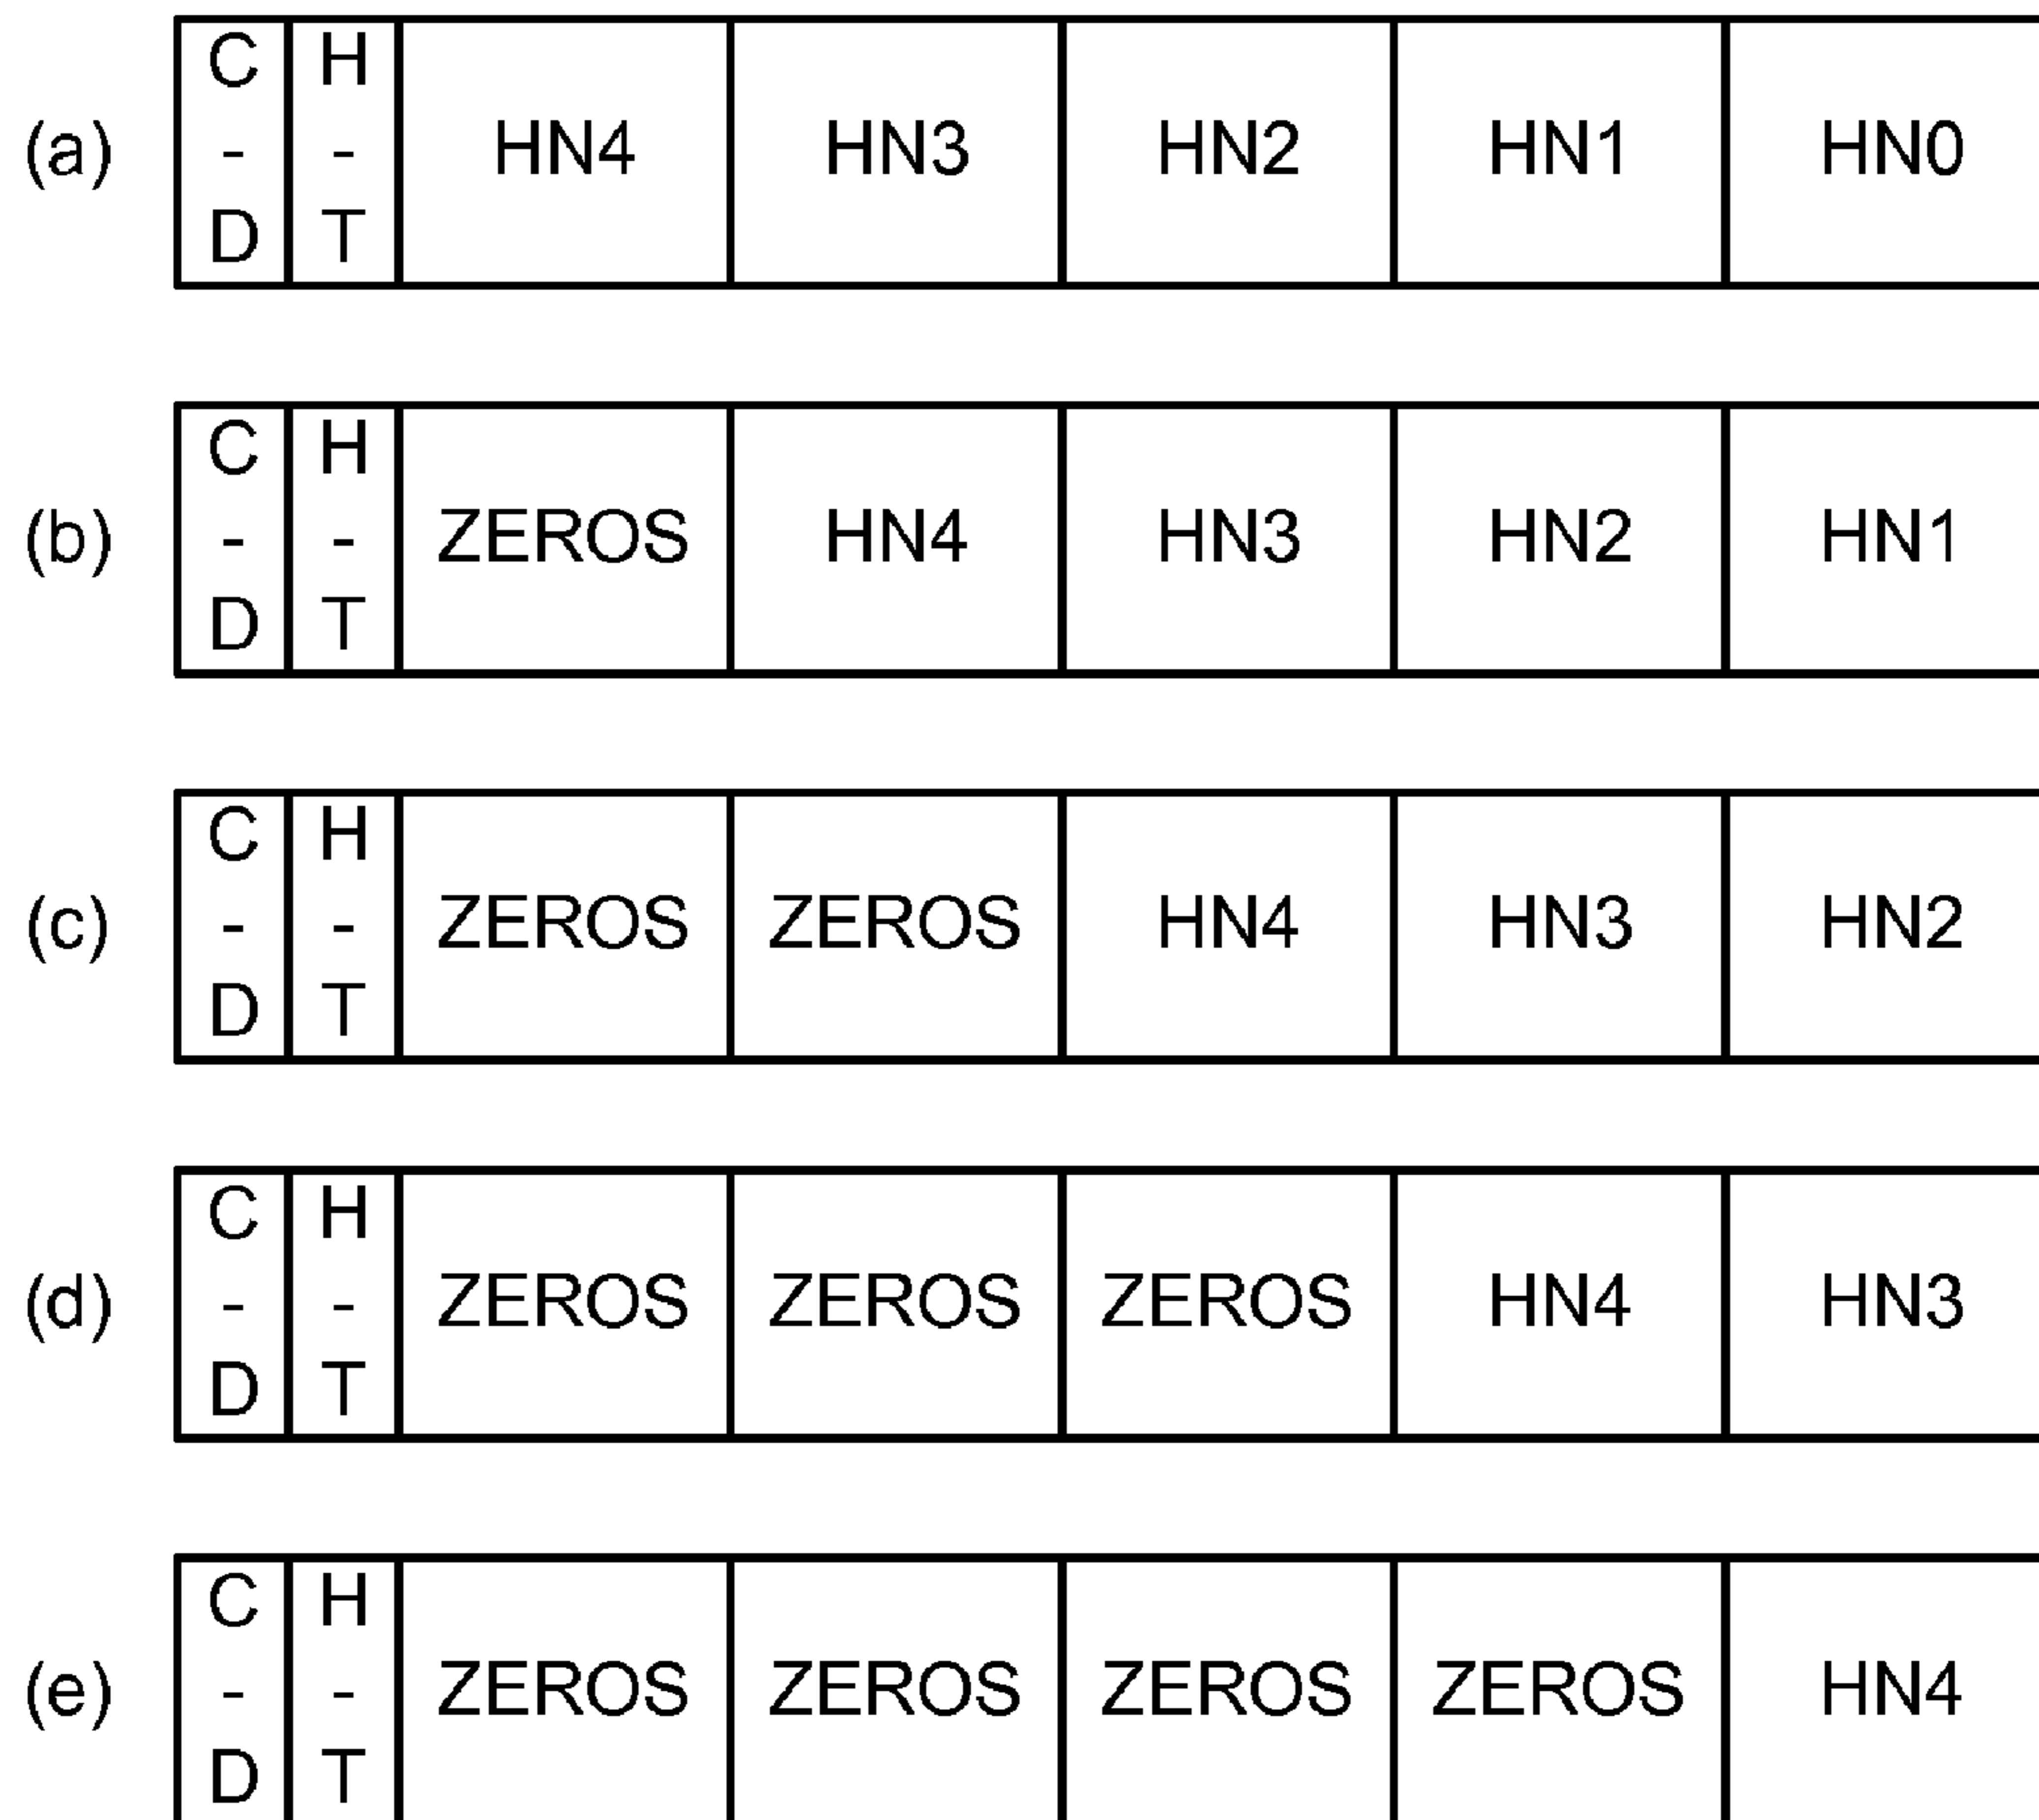 C H
(a) - - HN4 HN3 HN2 HN1 HN0
D T
C H
(b) - - ZEROS HN4 HN3 HN2 HN1
D T
C H
(c) - - ZEROS ZEROS HN4 HN3 HN2
D T
C H
(d) - - ZEROS ZEROS ZEROS HN4 HN3
D T
C H
(e) - - ZEROS ZEROS ZEROS ZEROS HN4
D T